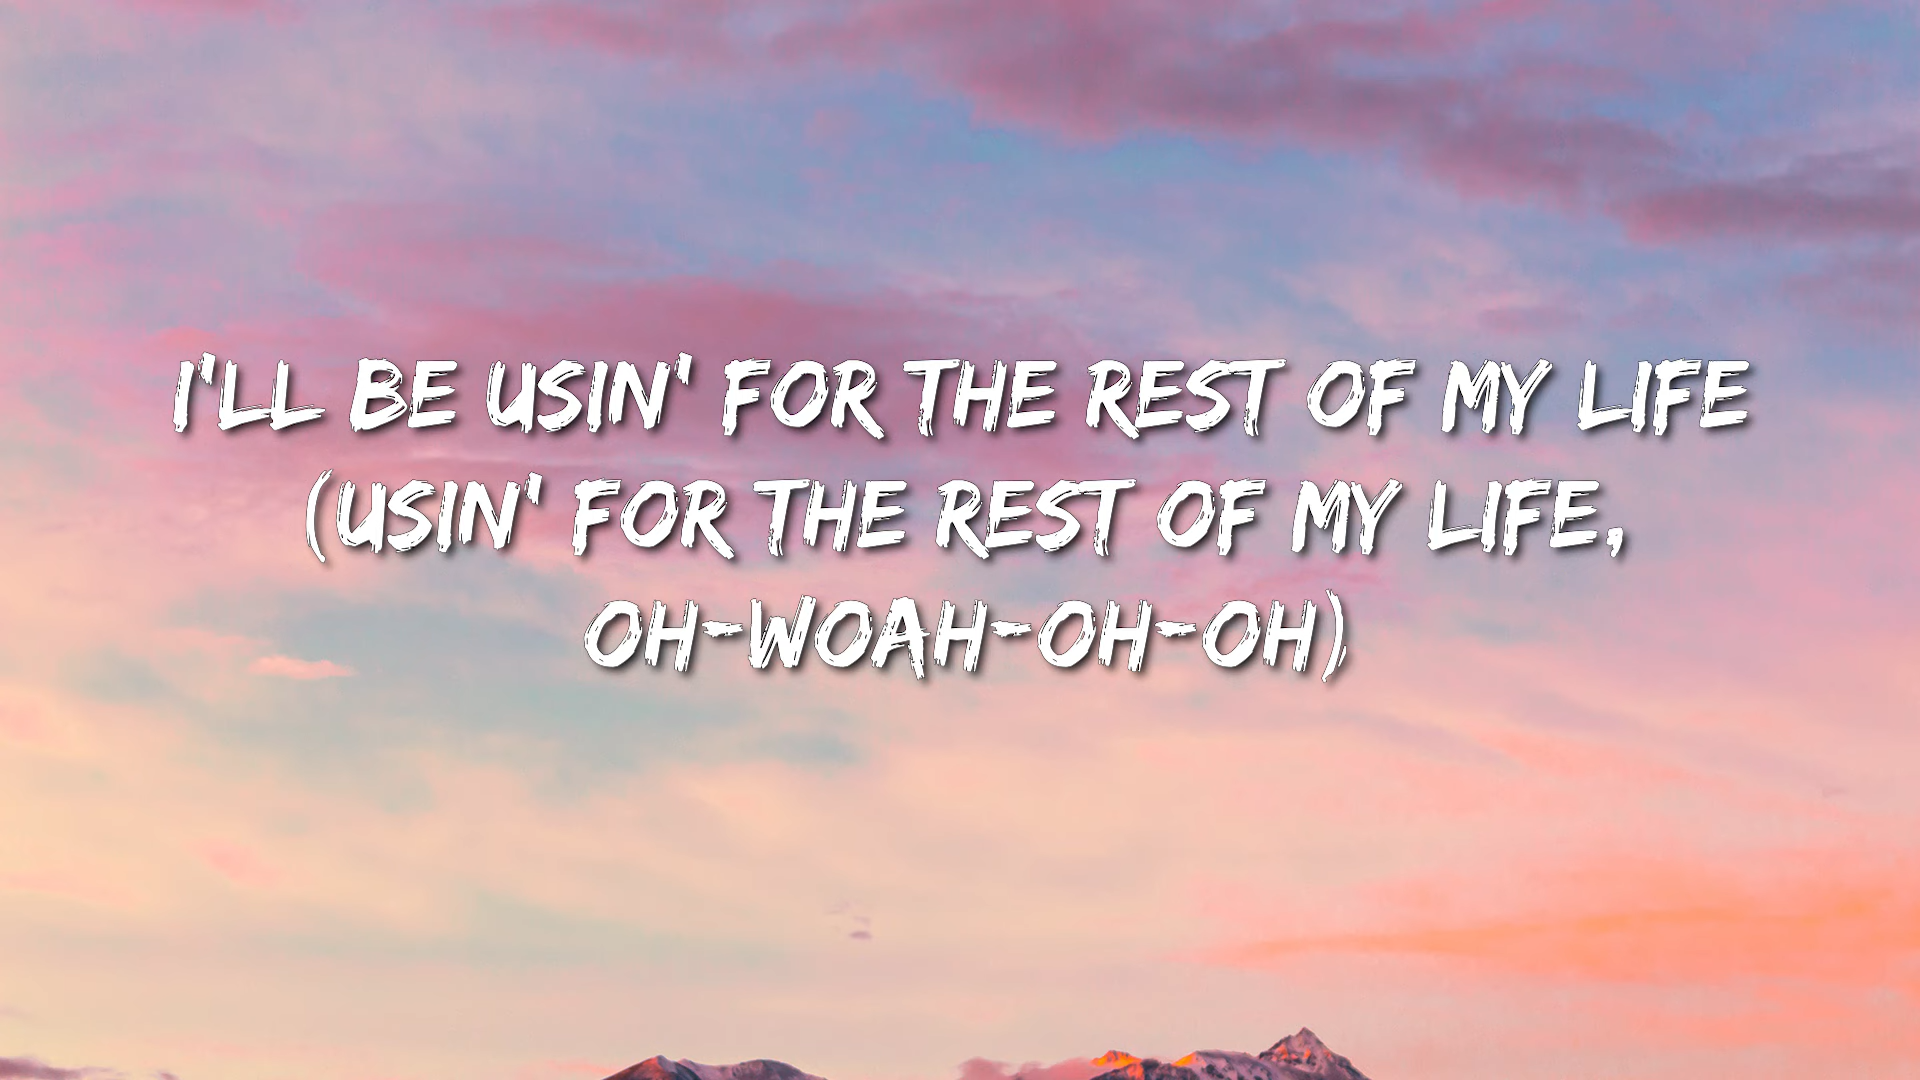 I'LL BE USIN' FOR THE REST OF MY LIFE
(USIN' FOR THE REST OF MY LIFE,
OH-WOAH-OH-OH)